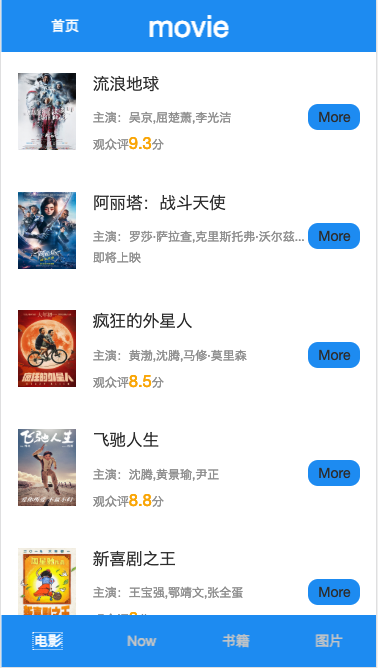 首页
movie
流浪地球
主演：吴京,屈楚萧,李光洁
More
观众评9.3分
阿丽塔：战斗天使
主演：罗莎·萨拉查,克里斯托弗·沃尔兹...
More
即将上映
疯狂的外星人
主演：黄渤,沈腾,马修·莫里森
More
观众评8.5分
飞驰人生
飞驰人生
主演：沈腾,黄景瑜,尹正
More
观众评8.8分
新喜剧之王
主演：王宝强,鄂靖文,张全蛋
More
电影
Now
书籍
图片